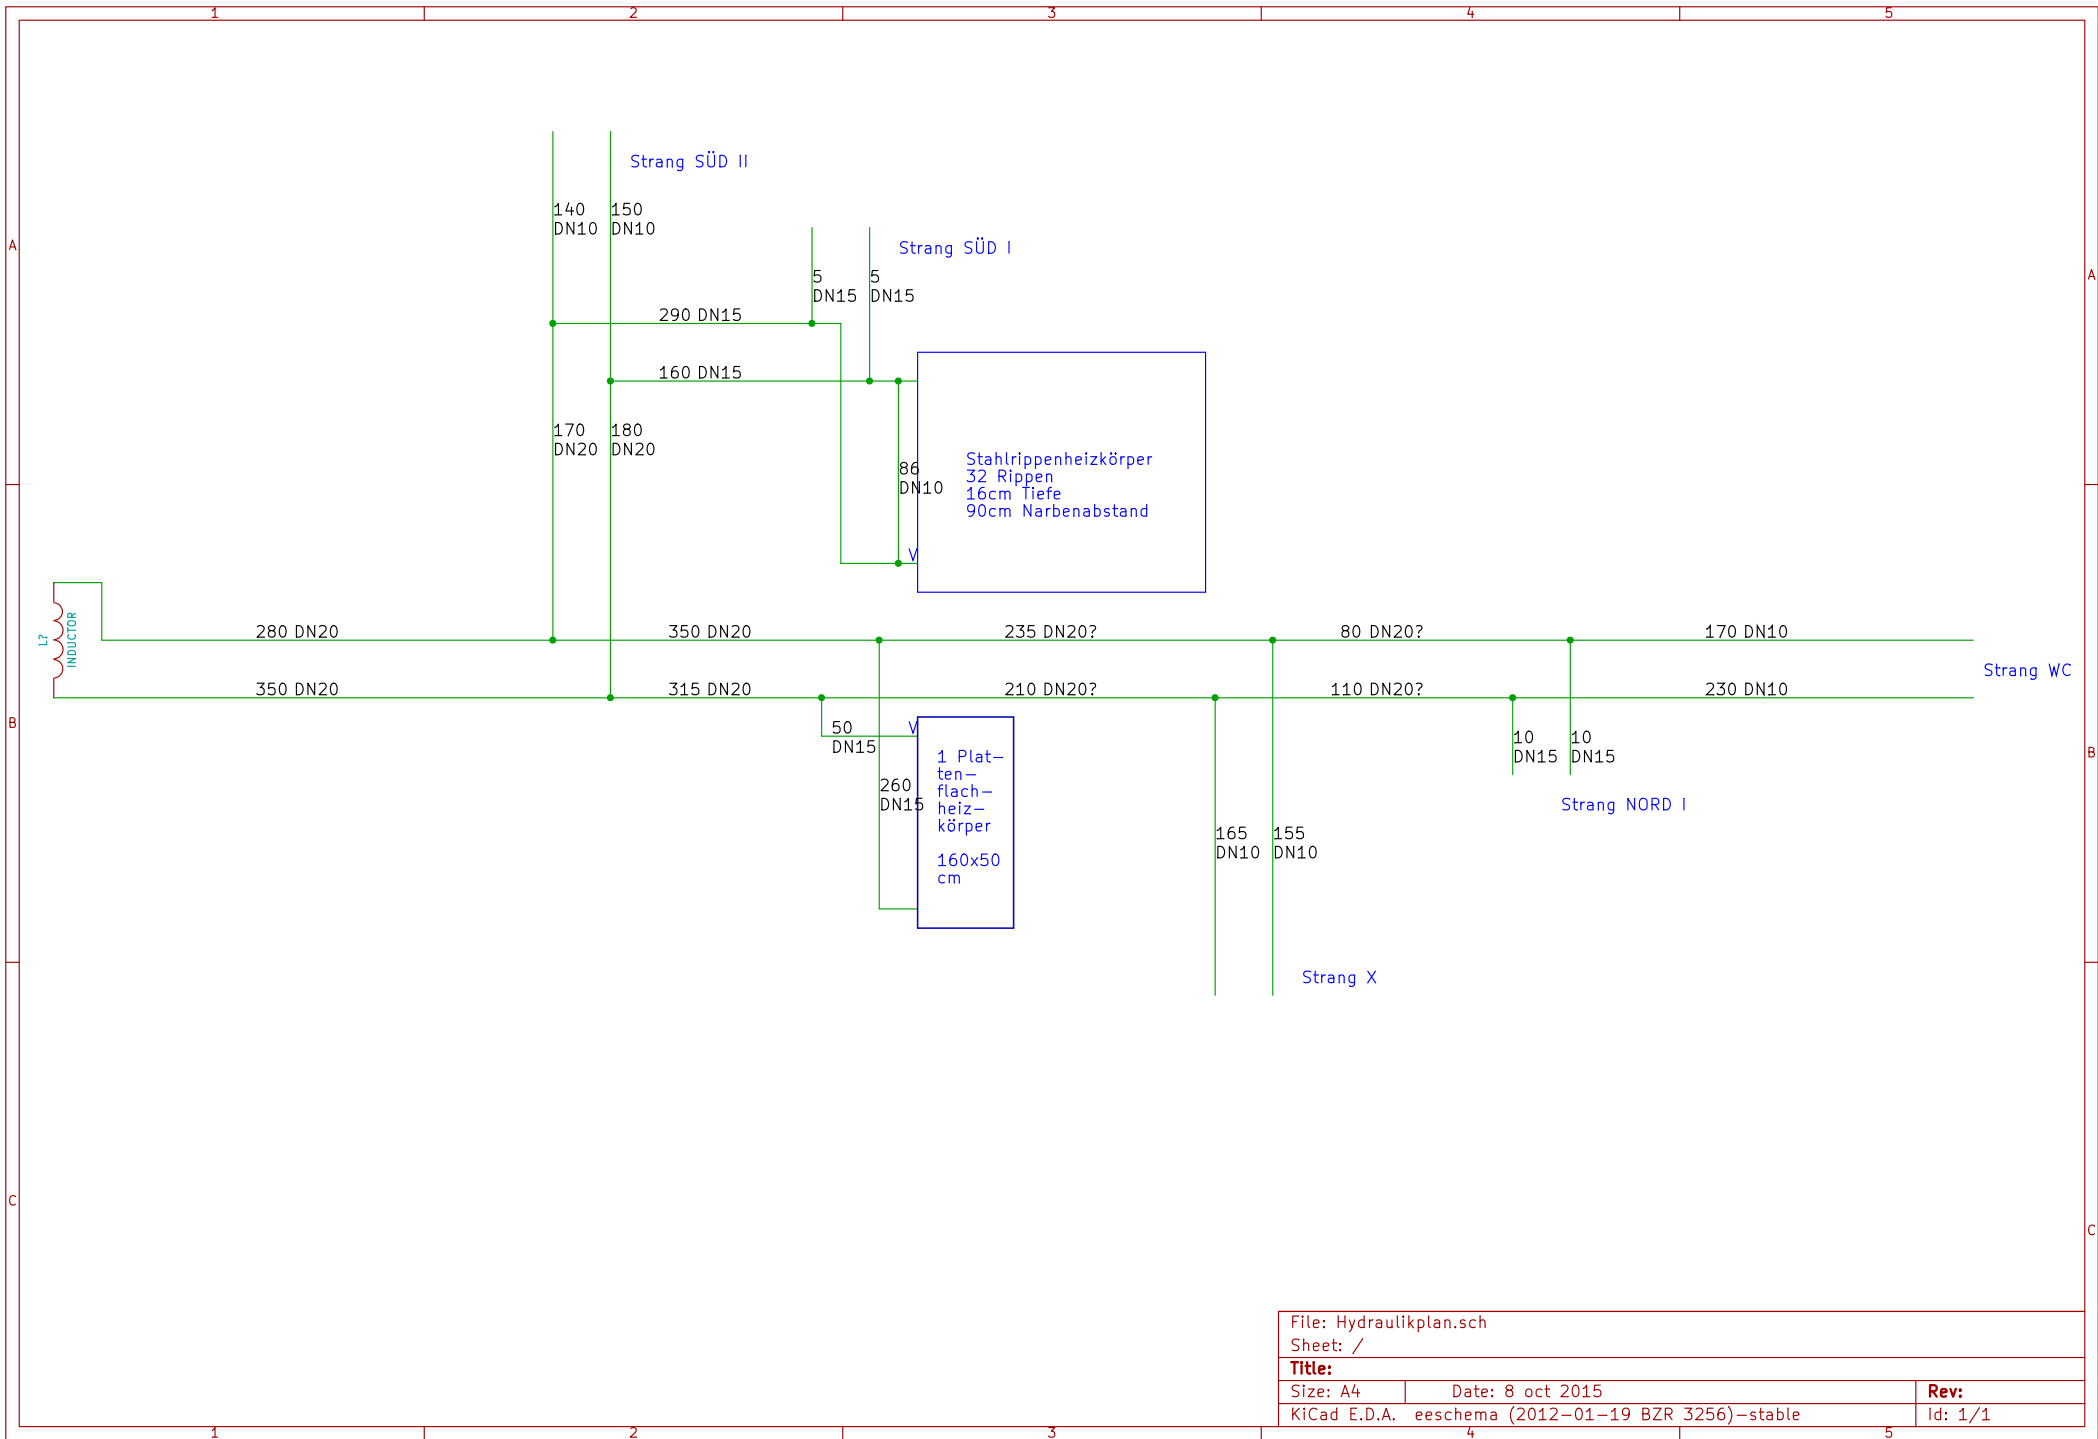 1 2 3 4 5
A
A
B
B
C
C
Strang SÜD II
140
DN10
150
DN10
Strang SÜD I
5
DN15
5
DN15
290 DN15
160 DN15
170
DN20
180
DN20
86
DN10
Stahlrippenheizkörper
32 Rippen
16cm Tiefe
90cm Narbenabstand
V
L?
INDUCTOR
280 DN20
350 DN20
235 DN20?
80 DN20?
170 DN10
Strang WC
350 DN20
315 DN20
210 DN20?
110 DN20?
230 DN10
50
DN15
V
260
DN15
1 Plat-
ten-
flach-
heiz-
körper
160x50
cm
10
DN15
10
DN15
Strang NORD I
165
DN10
155
DN10
Strang X
File: Hydraulikplan.sch
Sheet: /
Title:
Size: A4
Date: 8 oct 2015
Rev:
KiCad E.D.A. eeschema (2012-01-19 BZR 3256)-stable
Id: 1/1
1 2 3 4 5